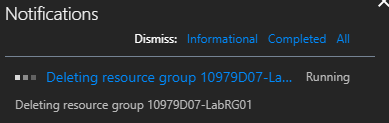 Notifications
Dismiss: Informational Completed All
Deleting resource group 10979D07-La... Running
Deleting resource group 10979D07-LabRG01